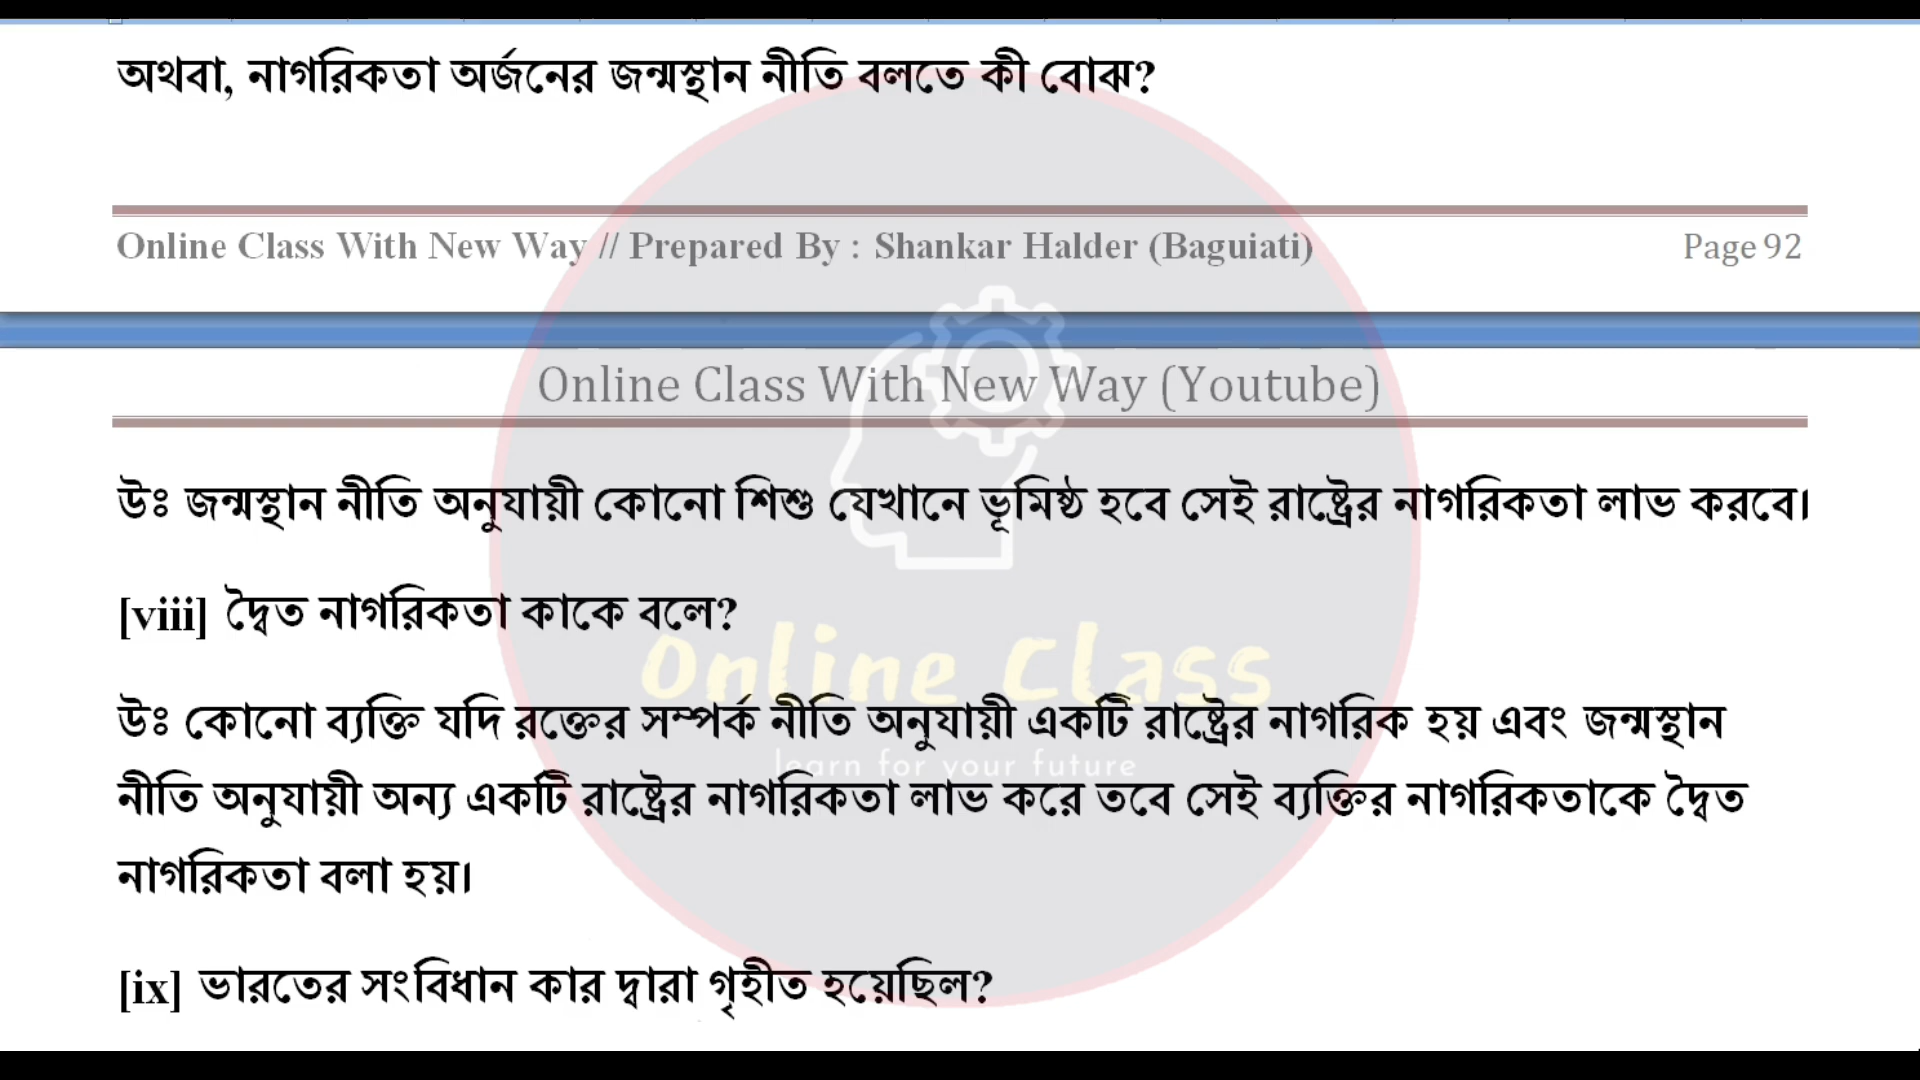 অথবা, নাগরিকতা অর্জনের জন্মস্থান নীতি বলতে কী বোঝ?
Online Class With New Way // Prepared By : Shankar Halder (Baguiati) Page 92
Online Class With New Way (Youtube)
উঃ জন্মস্থান নীতি অনুযায়ী কোনো শিশু যেখানে ভূমিষ্ঠ হবে সেই রাষ্ট্রের নাগরিকতা লাভ করবে।
[viii] দ্বৈত নাগরিকতা কাকে বলে?
Online Class
উঃ কোনো ব্যক্তি যদি রক্তের সম্পর্ক নীতি অনুযায়ী একটি রাষ্ট্রের নাগরিক হয় এবং জন্মস্থান
learn for your future
নীতি অনুযায়ী অন্য একটি রাষ্ট্রের নাগরিকতা লাভ করে তবে সেই ব্যক্তির নাগরিকতাকে দ্বৈত
নাগরিকতা বলা হয়।
[ix] ভারতের সংবিধান কার দ্বারা গৃহীত হয়েছিল?